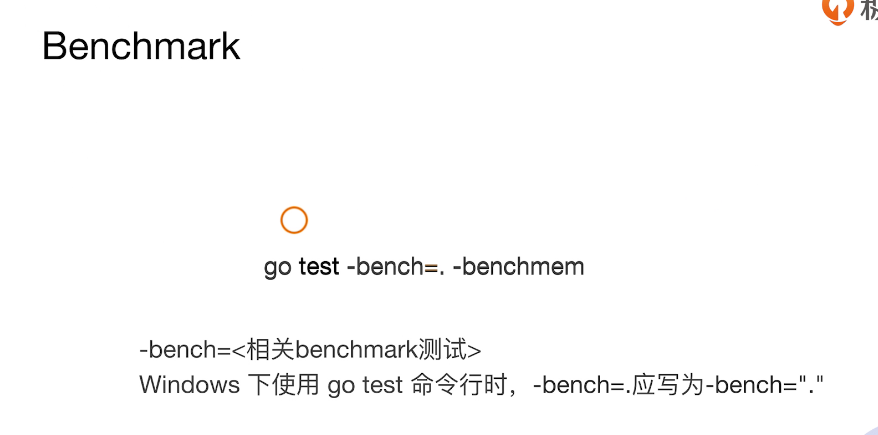 Benchmark
go test -bench=. -benchmem
-bench=<相关benchmark测试>
Windows 下使用 go test 命令行时，-bench=.应写为-bench="."